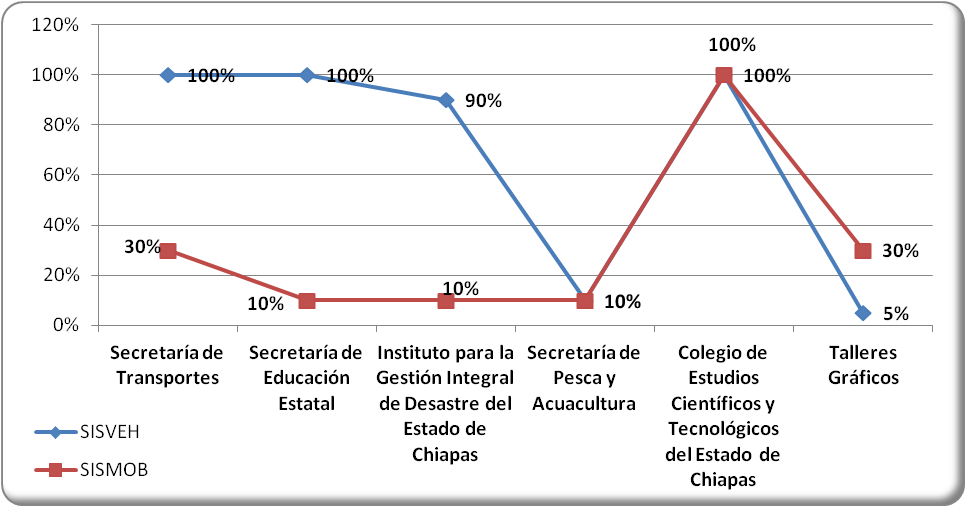 120%
100%
80%
60%
40%
20%
0%
100%
100%
90%
10%
100%
100%
30%
10%
10%
30%
5%
Secretaría de
Transportes
Secretaría de
Educación
Estatal
Instituto para la
Gestión Integral
de Desastre del
Estado de
Chiapas
Secretaría de
Pesca y
Acuacultura
Colegio de
Estudios
Científicos y
Tecnológicos
del Estado de
Chiapas
Talleres
Gráficos
SISVEH
SISMOB